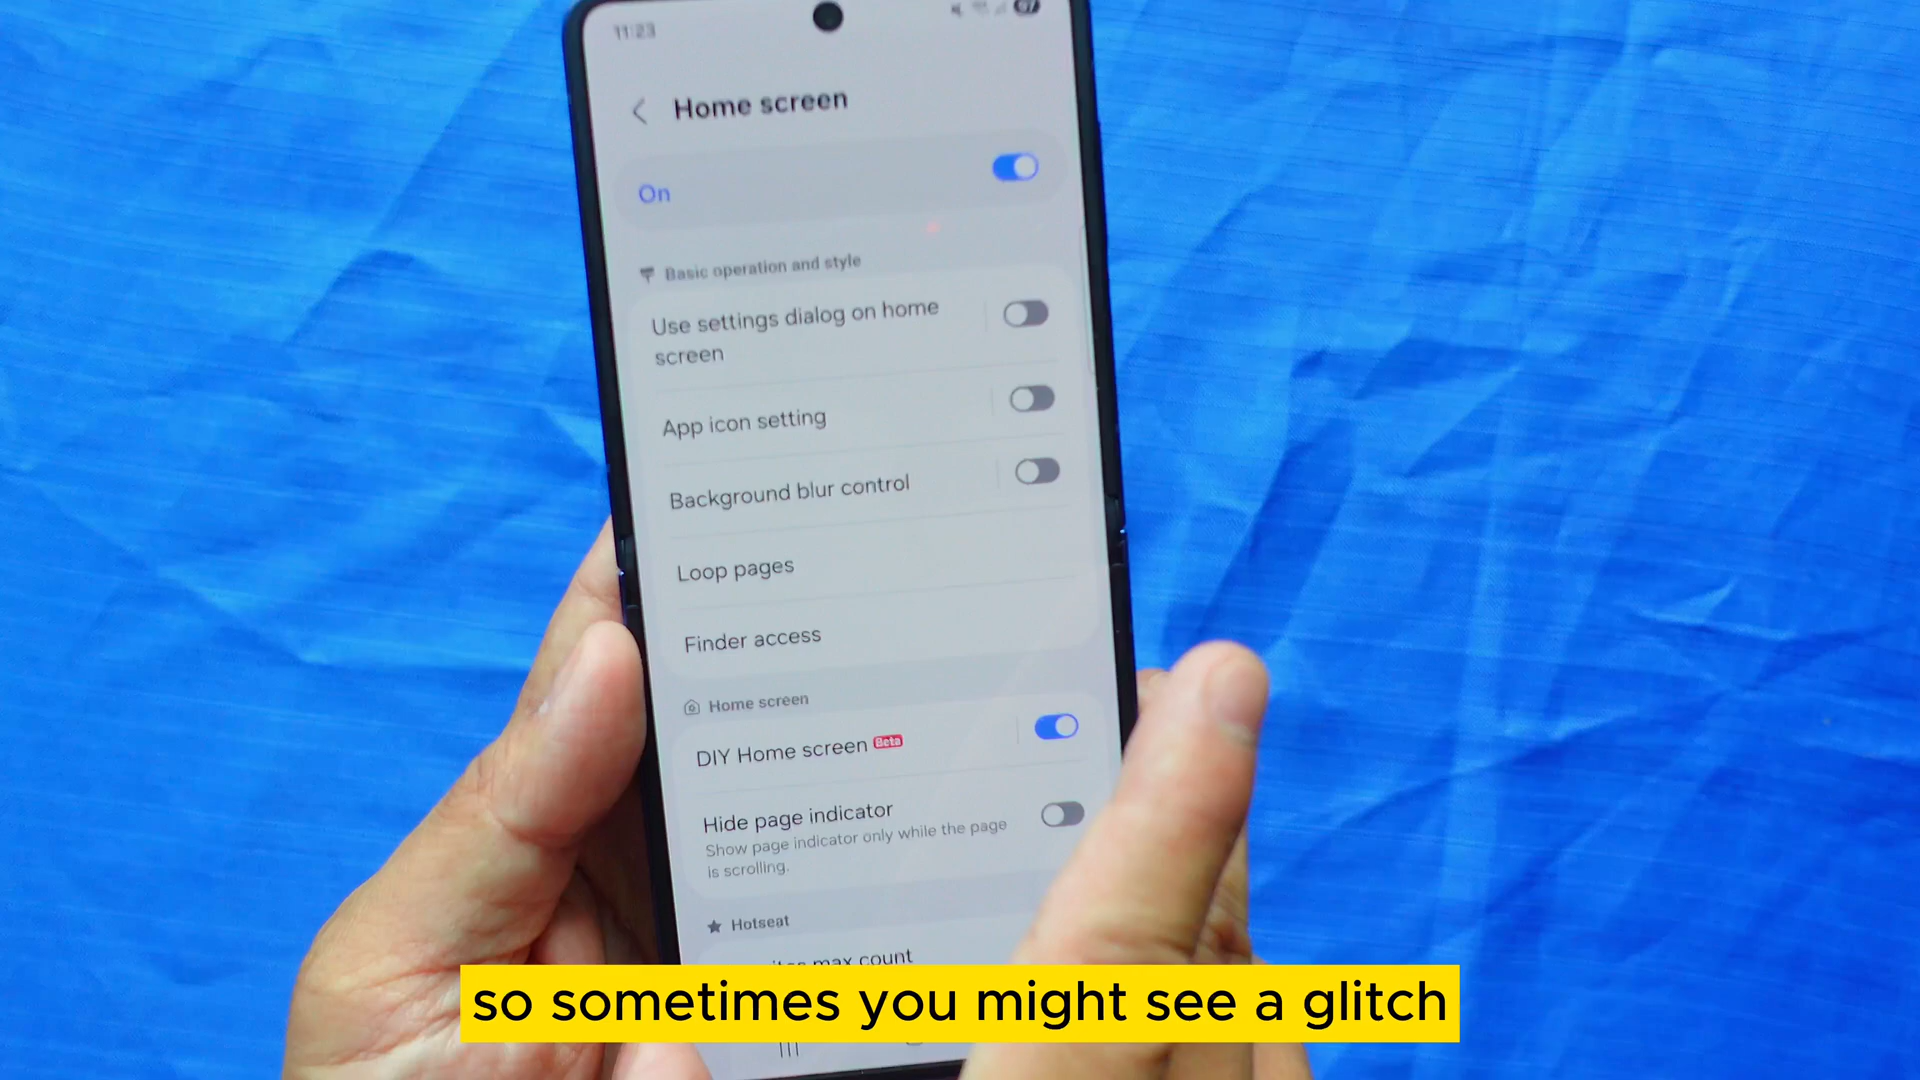 11:23
Home screen
On
Basic operation and style
Use settings dialog on home
screen
App icon setting
Background blur control
Loop pages
Finder access
Home screen
DIY Home screen Beta
Hide page indicator
Show page indicator only while the page
is scrolling.
Hotseat
max count
so sometimes you might see a glitch